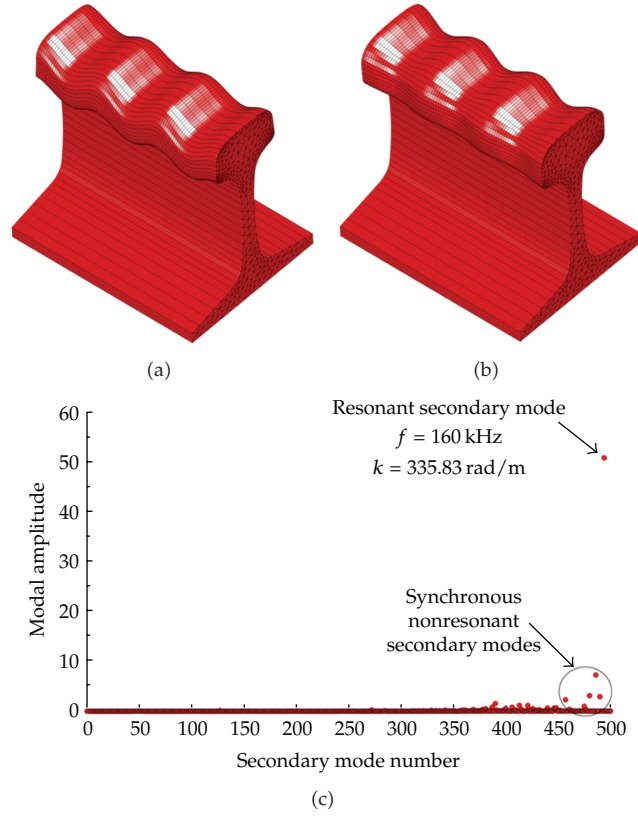 (a)
(b)
Resonant secondary mode
f = 160 kHz
k = 335.83 rad/m
Synchronous
nonresonant
secondary modes
Modal amplitude
60
50
40
30
20
10
0
0 50 100 150 200 250 300 350 400 450 500
Secondary mode number
(c)